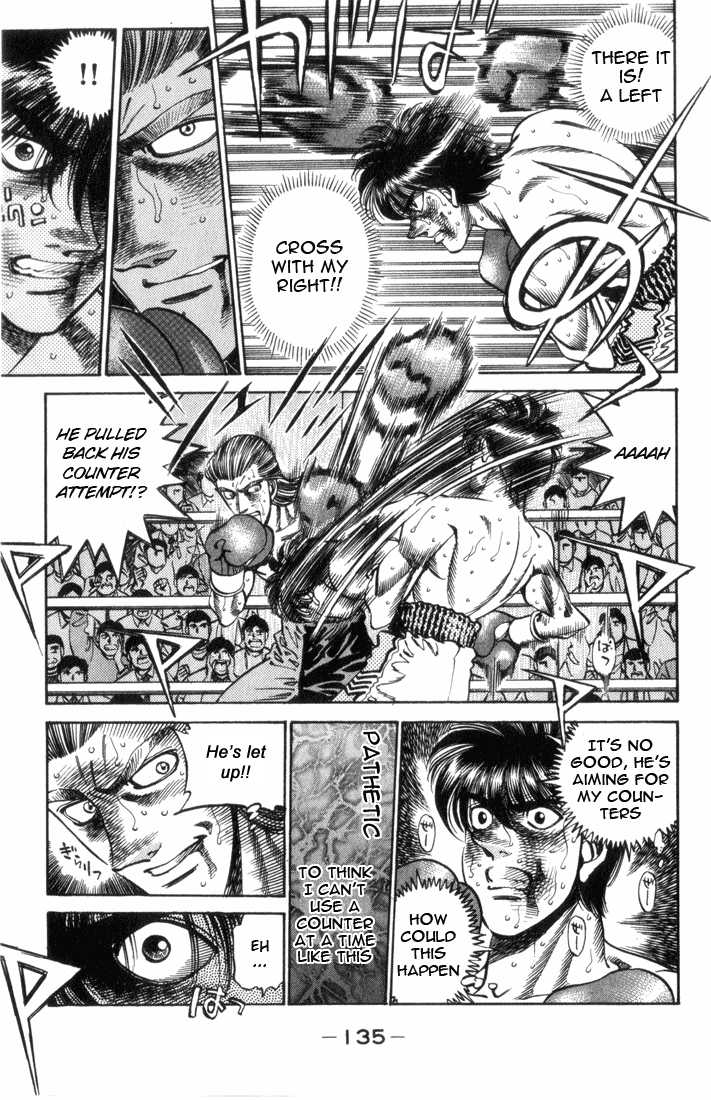 THERE IT
IS!
A LEFT
CROSS
WITH MY
RIGHT!!
!!
AAAAH
HE PULLED
BACK HIS
COUNTER
ATTEMPT!?
IT'S NO
GOOD, HE'S
AIMING FOR
MY COUN-
TERS
HOW
COULD
THIS
HAPPEN
PATHETIC
TO THINK
I CAN'T
USE A
COUNTER
AT A TIME
LIKE THIS
He's let
up!!
EH
...
—135—